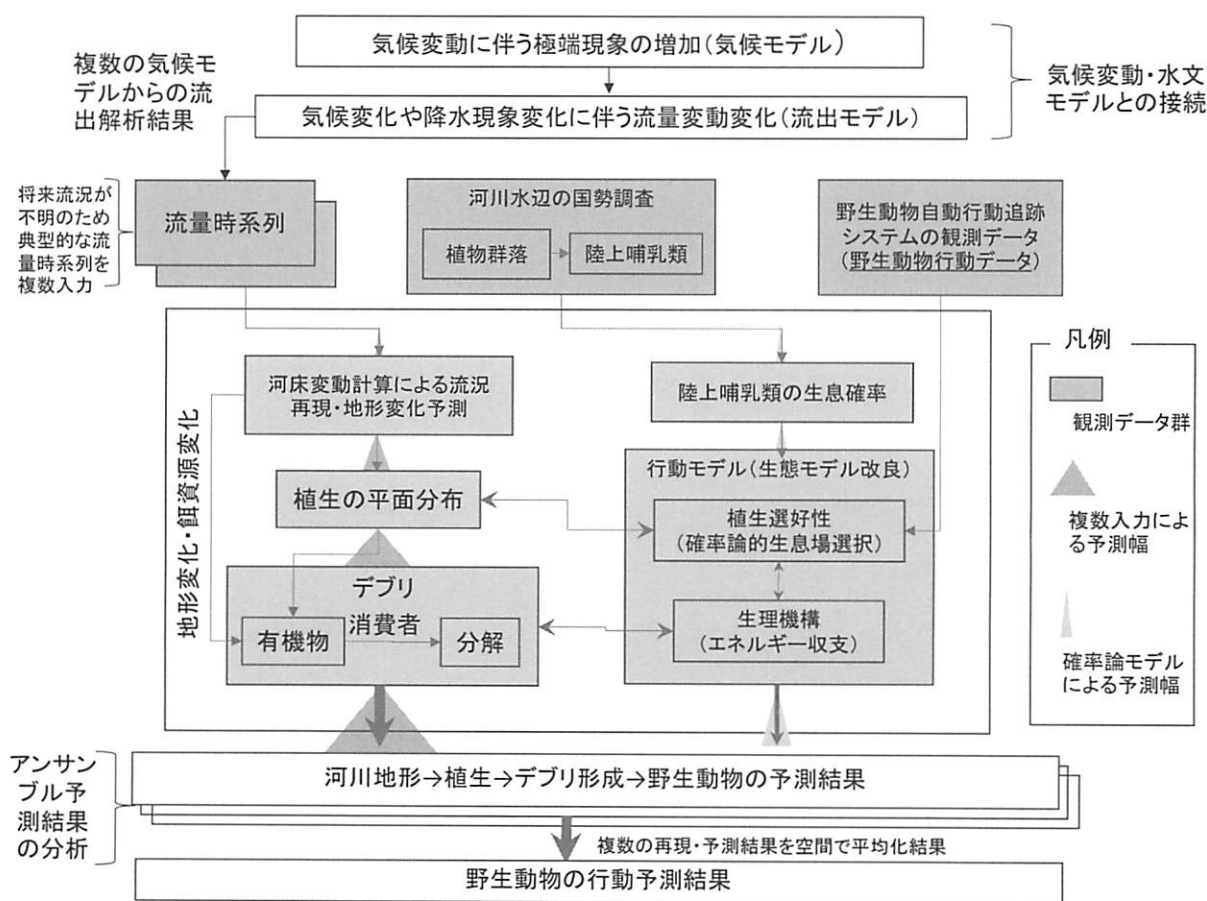 気候変動に伴う極端現象の増加(気候モデル)
複数の気候モ
デルからの流
出解析結果
気候変化や降水現象変化に伴う流量変動変化(流出モデル)
気候変動・水文
モデルとの接続
将来流況が
不明のため
典型的な流
量時系列を
複数入力
流量時系列
河川水辺の国勢調査
植物群落
陸上哺乳類
野生動物自動行動追跡
システムの観測データ
(野生動物行動データ)
地形変化・餌資源変化
河床変動計算による流況
再現・地形変化予測
陸上哺乳類の生息確率
植生の平面分布
行動モデル(生態モデル改良)
植生選好性
(確率論的生息場選択)
デブリ
消費者
有機物
分解
生理機構
(エネルギー収支)
凡例
観測データ群
複数入力によ
る予測幅
確率論モデル
による予測幅
アンサン
ブル予
測結果
の分析
河川地形→植生→デブリ形成→野生動物の予測結果
複数の再現・予測結果を空間で平均化結果
野生動物の行動予測結果